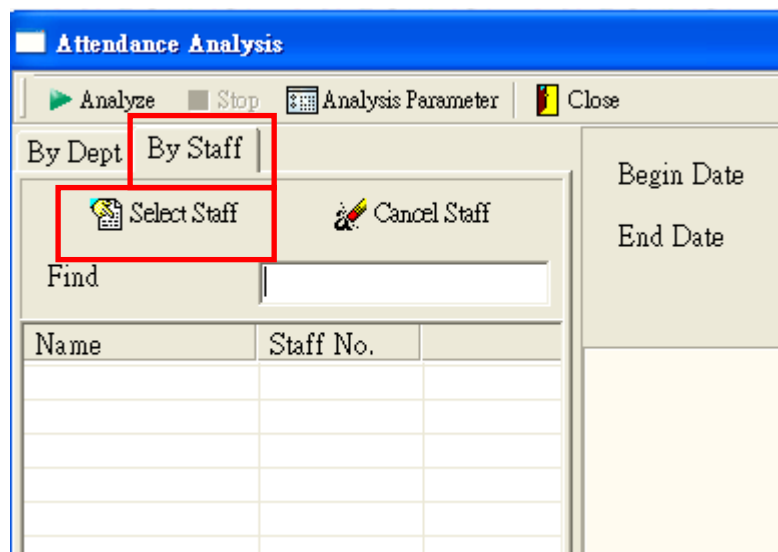 Attendance Analysis
Analyze Stop Analysis Parameter Close
By Dept By Staff
Select Staff Cancel Staff
Find
Name Staff No.
Begin Date
End Date